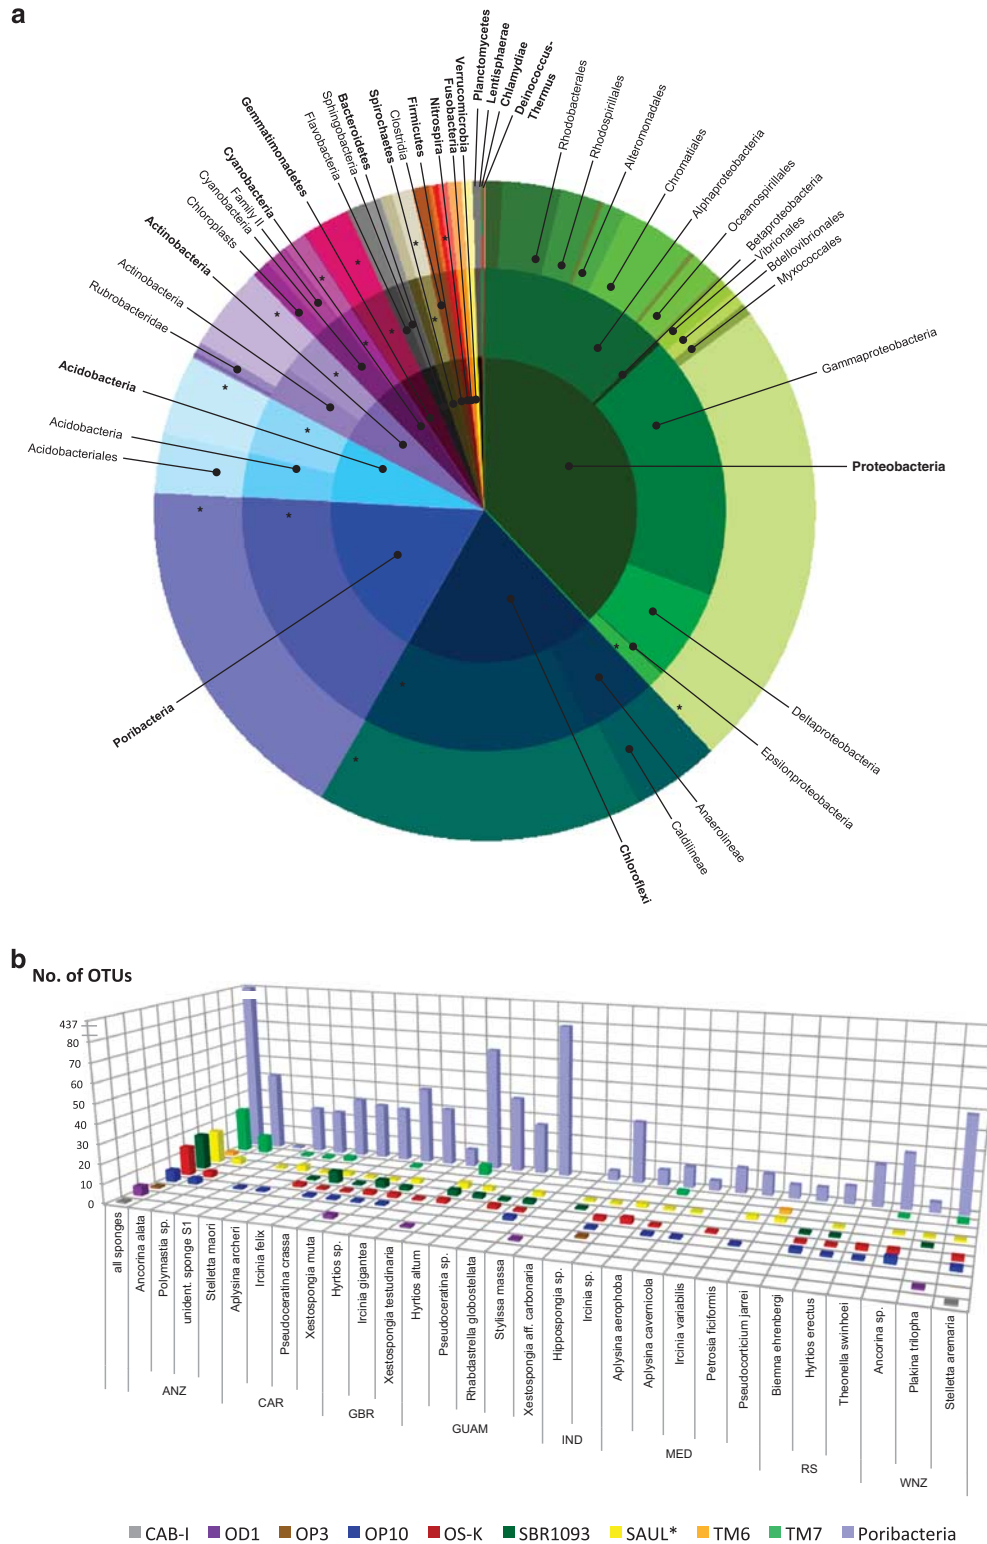 a
Planctomycetes
Lentisphaerae
Chlamydiae
Deinococcus-
Thermus
Verrucomicrobia
Fusobacteria
Nitrospira
Firmicutes
Clostridia
Spirochaetes
Bacteroidetes
Sphingobacteria
Flavobacteria
Gemmatimonadetes
Cyanobacteria
Family II
Cyanobacteria
Chloroplasts
Actinobacteria
Actinobacteria
Rubrobacteridae
Acidobacteria
Acidobacteria
Acidobacteriales
Poribacteria
Rhodobacterales
Rhodospirillales
Alteromonadales
Chromatiales
Alphaproteobacteria
Oceanospirillales
Betaproteobacteria
Vibrionales
Bdellovibrionales
Myxococcales
Gammaproteobacteria
Proteobacteria
Deltaproteobacteria
Epsilonproteobacteria
Anaerolineae
Caldilineae
Chloroflexi
b
No. of OTUs
437
80
70
60
50
40
30
20
10
0
all sponges
Ancorina alata
Polymastia sp.
unident. sponge S1
Stelletta maori
Aplysina archeri
Ircinia felix
Pseudoceratina crassa
Xestospongia muta
Hyrtios sp.
Ircinia gigantea
Xestospongia testudinaria
Hyrtios altum
Pseudoceratina sp.
Rhabdastrella globostellata
Stylissa massa
Xestospongia aff. carbonaria
Hippospongia sp.
Ircinia sp.
Aplysina aerophoba
Aplysina cavernicola
Ircinia variabilis
Petrosia ficiformis
Pseudocorticium jarrei
Biemna ehrenbergi
Hyrtios erectus
Theonella swinhoei
Ancorina sp.
Plakina trilopha
Stelletta aremaria
ANZ
CAR
GBR
GUAM
IND
MED
RS
WNZ
CAB-I OD1 OP3 OP10 OS-K SBR1093 SAUL* TM6 TM7 Poribacteria